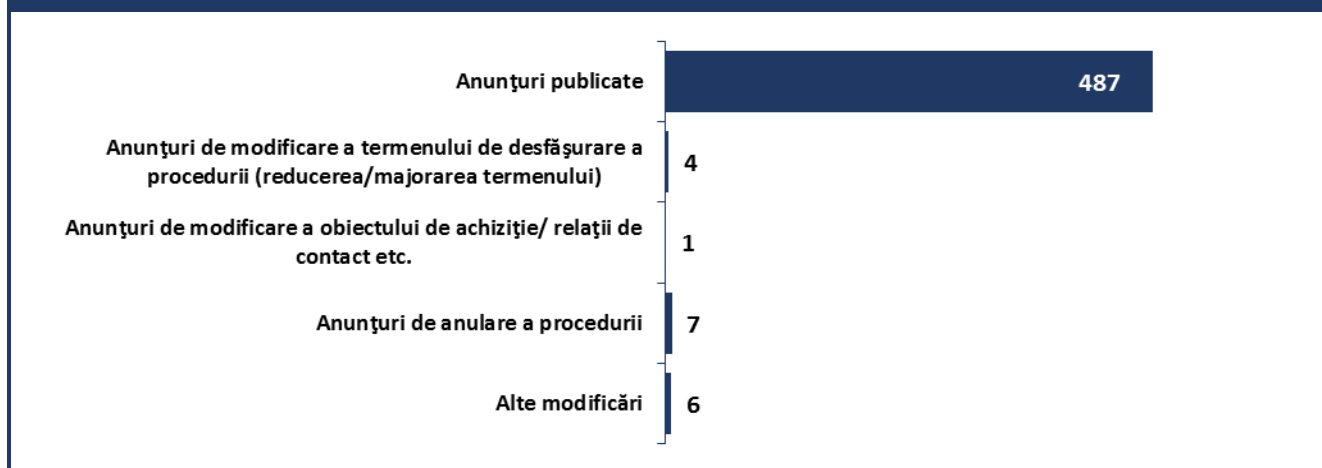 Anunţuri publicate
487
Anunţuri de modificare a termenului de desfăşurare a
procedurii (reducerea/majorarea termenului)
4
Anunţuri de modificare a obiectului de achiziţie/ relaţii de
contact etc.
1
Anunţuri de anulare a procedurii
7
Alte modificări
6